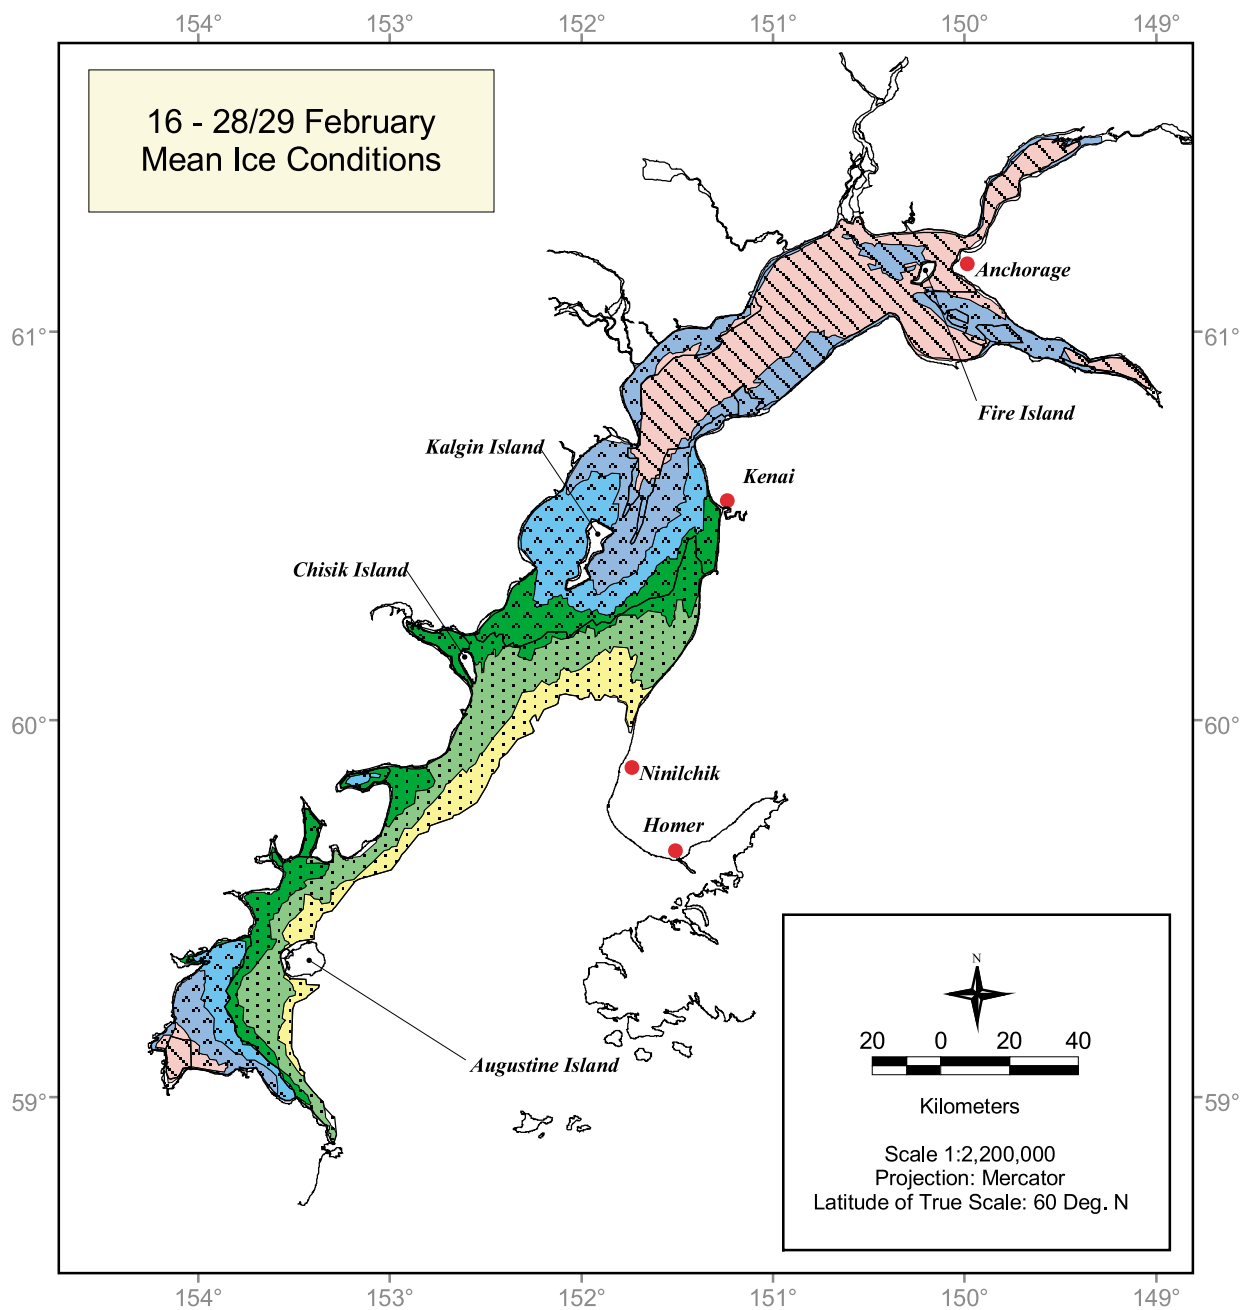 154° 153° 152° 151° 150° 149°
16 - 28/29 February
Mean Ice Conditions
Anchorage
61° 61°
Fire Island
Kalgin Island
Kenai
Chisik Island
60° 60°
Ninilchik
Homer
N
20 0 20 40
Augustine Island
59° 59°
Kilometers
Scale 1:2,200,000
Projection: Mercator
Latitude of True Scale: 60 Deg. N
154° 153° 152° 151° 150° 149°